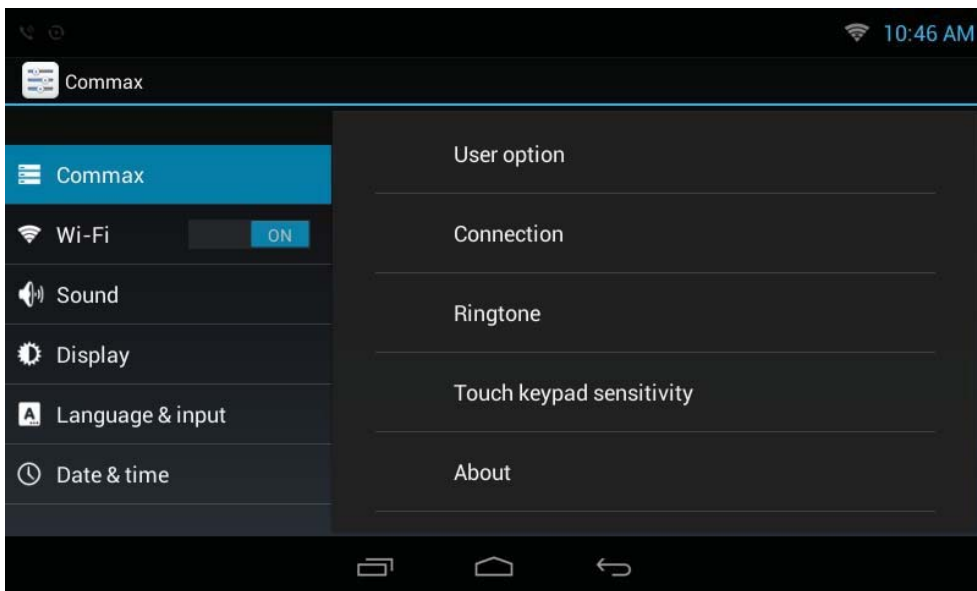 10:46 AM
Commax
Commax
Wi-Fi ON
Sound
Display
Language & input
Date & time
User option
Connection
Ringtone
Touch keypad sensitivity
About